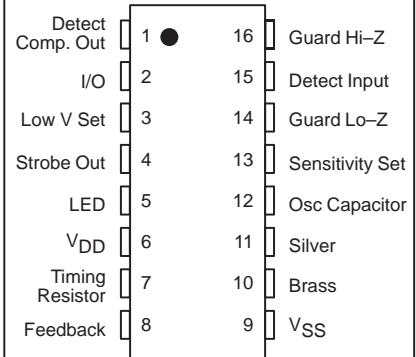 Detect
Comp. Out 1 16 Guard Hi–Z
I/O 2 15 Detect Input
Low V Set 3 14 Guard Lo–Z
Strobe Out 4 13 Sensitivity Set
LED 5 12 Osc Capacitor
VDD 6 11 Silver
Timing
Resistor 7 10 Brass
Feedback 8 9 VSS